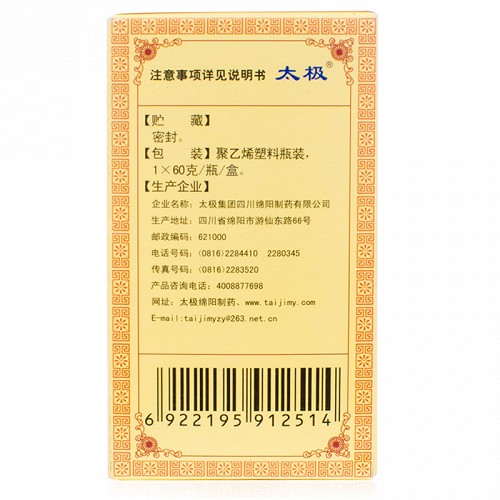 注意事项详见说明书 太极®
【贮 藏】
密封。
【包 装】聚乙烯塑料瓶装，
1×60克/瓶/盒。
【生产企业】
企业名称：太极集团四川绵阳制药有限公司
生产地址：四川省绵阳市游仙东路66号
邮政编码：621000
电话号码：(0816)2284410 2280345
传真号码：(0816)2283520
产品咨询电话：4008877698
网址：太极绵阳制药、www.taijimy.com
E-mail:taijimyzy@263.net.cn
6 922195 912514